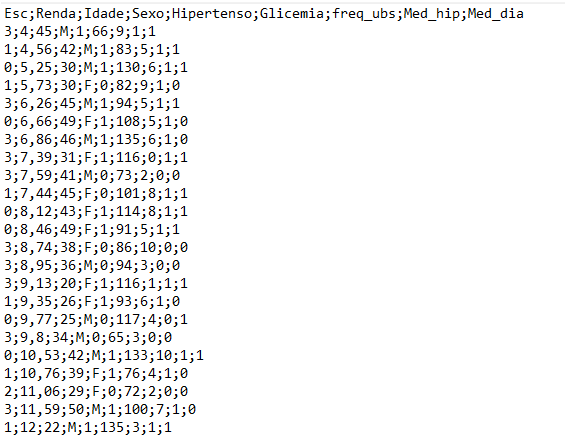 Esc;Renda;Idade;Sexo;Hipertenso;Glicemia;freq_ubs;Med_hip;Med_dia
3;4;45;M;1;66;9;1;1
1;4,56;42;M;1;83;5;1;1
0;5,25;30;M;1;130;6;1;1
1;5,73;30;F;0;82;9;1;0
3;6,26;45;M;1;94;5;1;1
0;6,66;49;F;1;108;5;1;0
3;6,86;46;M;1;135;6;1;0
3;7,39;31;F;1;116;0;1;1
3;7,59;41;M;0;73;2;0;0
1;7,44;45;F;0;101;8;1;1
0;8,12;43;F;1;114;8;1;1
0;8,46;49;F;1;91;5;1;1
3;8,74;38;F;0;86;10;0;0
3;8,95;36;M;0;94;3;0;0
3;9,13;20;F;1;116;1;1;1
1;9,35;26;F;1;93;6;1;0
0;9,77;25;M;0;117;4;0;1
3;9,8;34;M;0;65;3;0;0
0;10,53;42;M;1;133;10;1;1
1;10,76;39;F;1;76;4;1;0
2;11,06;29;F;0;72;2;0;0
3;11,59;50;M;1;100;7;1;0
1;12;22;M;1;135;3;1;1